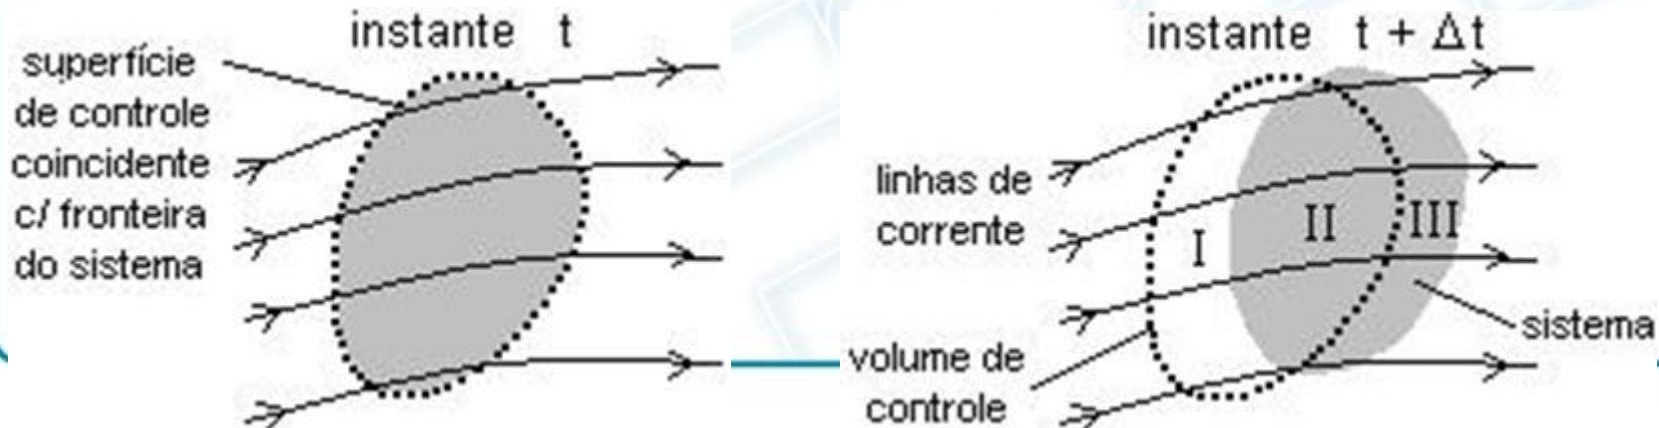 instante t
superfície
de controle
coincidente
c/ fronteira
do sistema
instante t + Δt
linhas de
corrente
I
II
III
sistema
volume de
controle